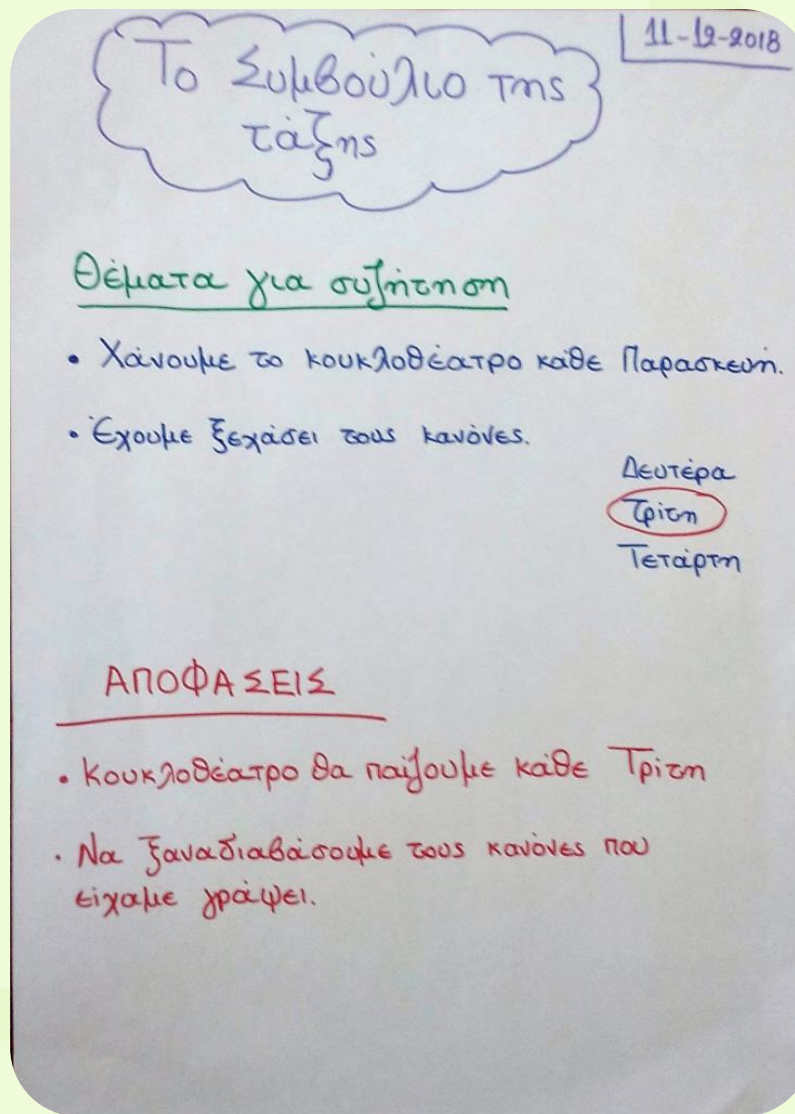 11-12-2018
Το Συμβούλιο της
τάξης
Θέματα για συζήτηση
• Χάνουμε το κουκλοθέατρο κάθε Παρασκευή.
• Έχουμε ξεχάσει τους κανόνες.
Δευτέρα
Τρίτη
Τετάρτη
ΑΠΟΦΑΣΕΙΣ
• Κουκλοθέατρο θα παίζουμε κάθε Τρίτη
• Να ξαναδιαβάσουμε τους κανόνες που
είχαμε γράψει.